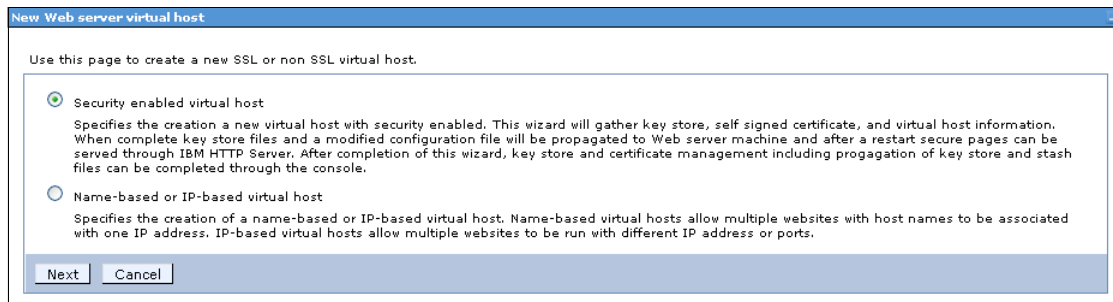 New Web server virtual host
Use this page to create a new SSL or non SSL virtual host.
Security enabled virtual host
Specifies the creation a new virtual host with security enabled. This wizard will gather key store, self signed certificate, and virtual host information.
When complete key store files and a modified configuration file will be propagated to Web server machine and after a restart secure pages can be
served through IBM HTTP Server. After completion of this wizard, key store and certificate management including progagation of key store and stash
files can be completed through the console.
Name-based or IP-based virtual host
Specifies the creation of a name-based or IP-based virtual host. Name-based virtual hosts allow multiple websites with host names to be associated
with one IP address. IP-based virtual hosts allow multiple websites to be run with different IP address or ports.
Next Cancel